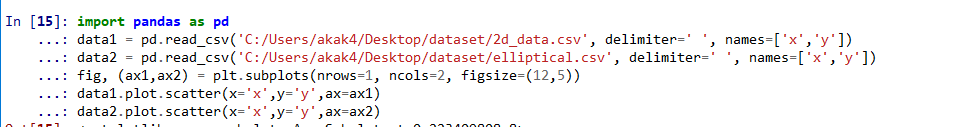 In [15]: import pandas as pd
    ...: data1 = pd.read_csv('C:/Users/akak4/Desktop/dataset/2d_data.csv', delimiter=' ', names=['x','y'])
    ...: data2 = pd.read_csv('C:/Users/akak4/Desktop/dataset/elliptical.csv', delimiter=' ', names=['x','y'])
    ...: fig, (ax1,ax2) = plt.subplots(nrows=1, ncols=2, figsize=(12,5))
    ...: data1.plot.scatter(x='x',y='y',ax=ax1)
    ...: data2.plot.scatter(x='x',y='y',ax=ax2)